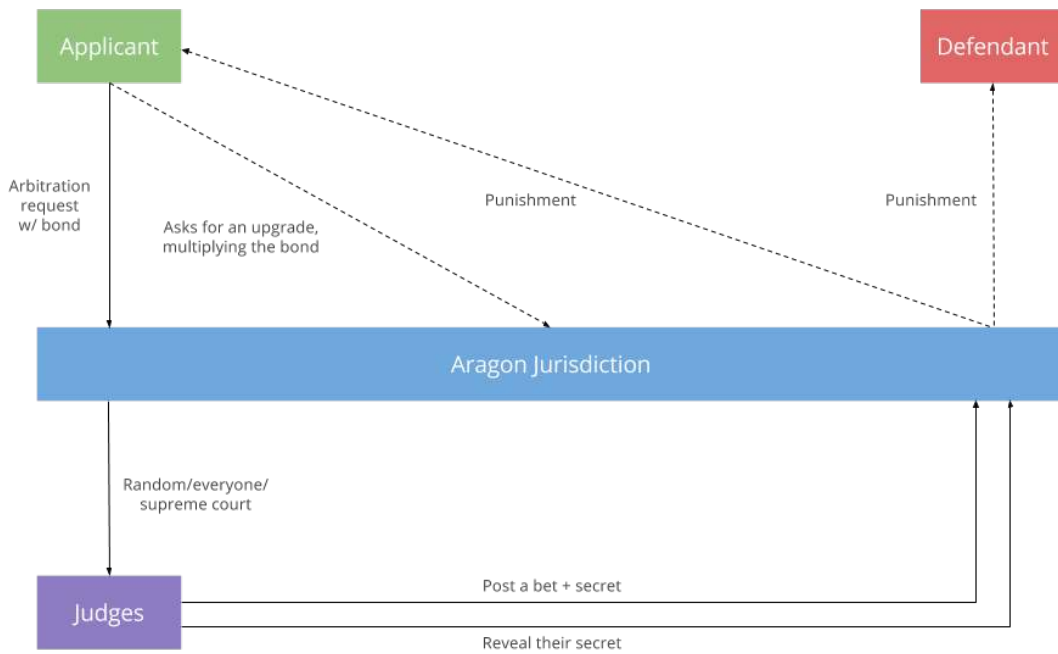 Applicant
Defendant
Arbitration
request
w/ bond
Asks for an upgrade,
multiplying the bond
Punishment
Punishment
Aragon Jurisdiction
Random/everyone/
supreme court
Judges
Post a bet + secret
Reveal their secret